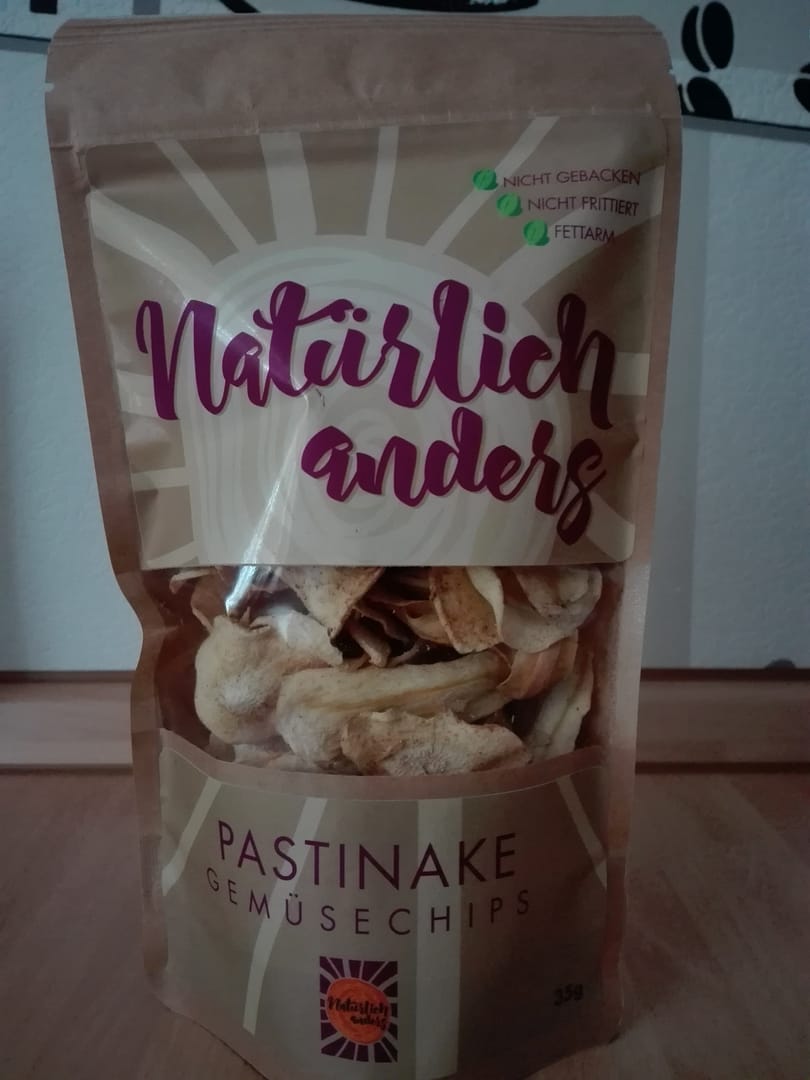 NICHT GEBACKEN
NICHT FRITTIERT
FETTARM
Natürlich
anders
PASTINAKE
GEMÜSECHIPS
35g
Natürlich
anders